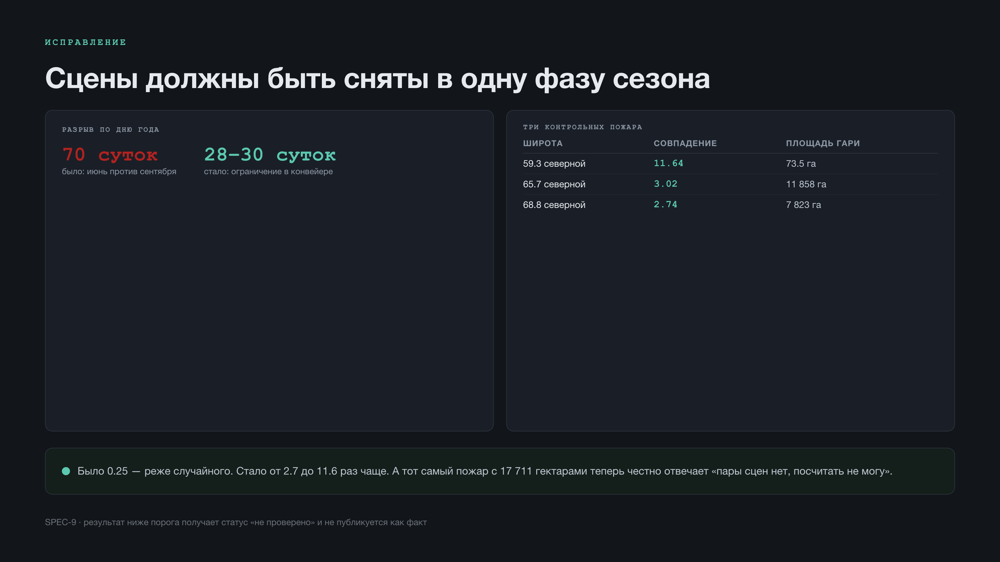 ИСПРАВЛЕНИЕ
Сцены должны быть сняты в одну фазу сезона
РАЗРЫВ ПО ДНЮ ГОДА
70 суток
было: июнь против сентября
28–30 суток
стало: ограничение в конвейере
ТРИ КОНТРОЛЬНЫХ ПОЖАРА
ШИРОТА СОВПАДЕНИЕ ПЛОЩАДЬ ГАРИ
59.3 северной 11.64 73.5 га
65.7 северной 3.02 11 858 га
68.8 северной 2.74 7 823 га
Было 0.25 — реже случайного. Стало от 2.7 до 11.6 раз чаще. А тот самый пожар с 17 711 гектарами теперь честно отвечает «пары сцен нет, посчитать не могу».
SPEC-9 · результат ниже порога получает статус «не проверено» и не публикуется как факт